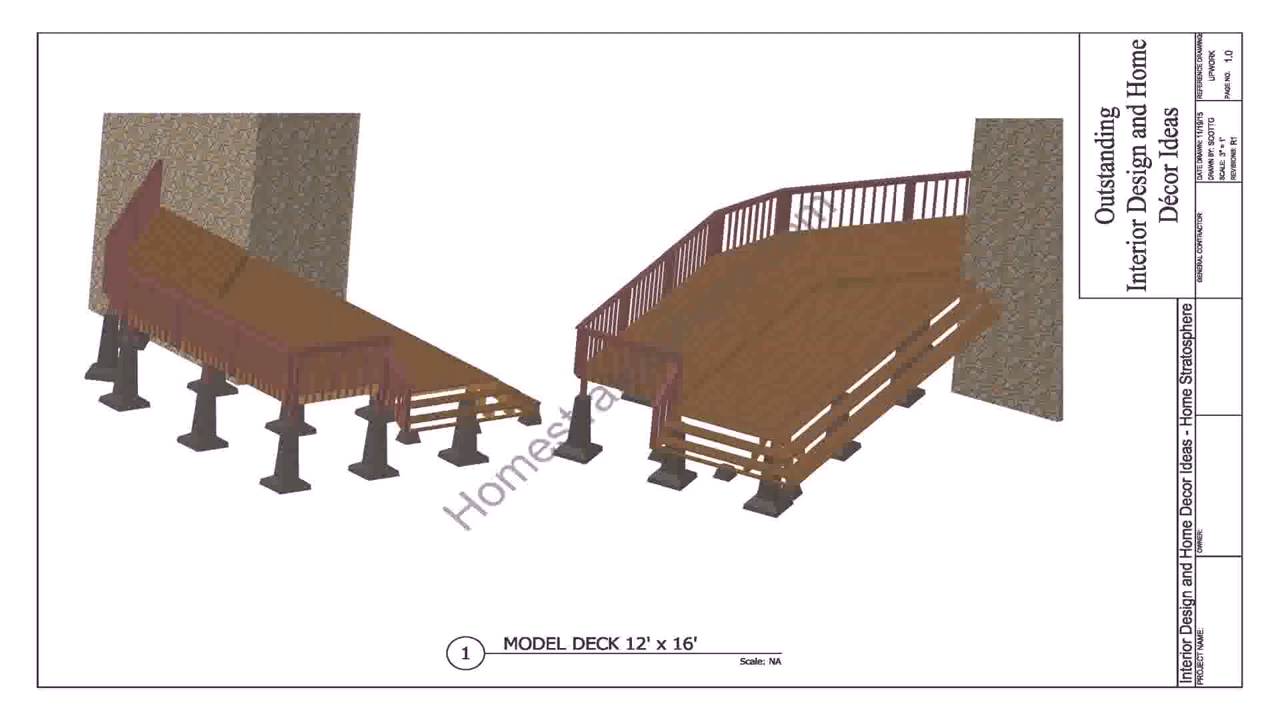 Outstanding
Interior Design and Home
Décor Ideas
REFERENCE DRAWING:
UPWORK
PAGE NO. 1.0
DATE DRAWN: 11/19/15
DRAWN BY: SCOTTG
SCALE: 3" = 1'
REVISIONS: R1
GENERAL CONTRACTOR:
Interior Design and Home Decor Ideas - Home Stratosphere
OWNER:
PROJECT NAME:
1
MODEL DECK 12' x 16'
Scale: NA